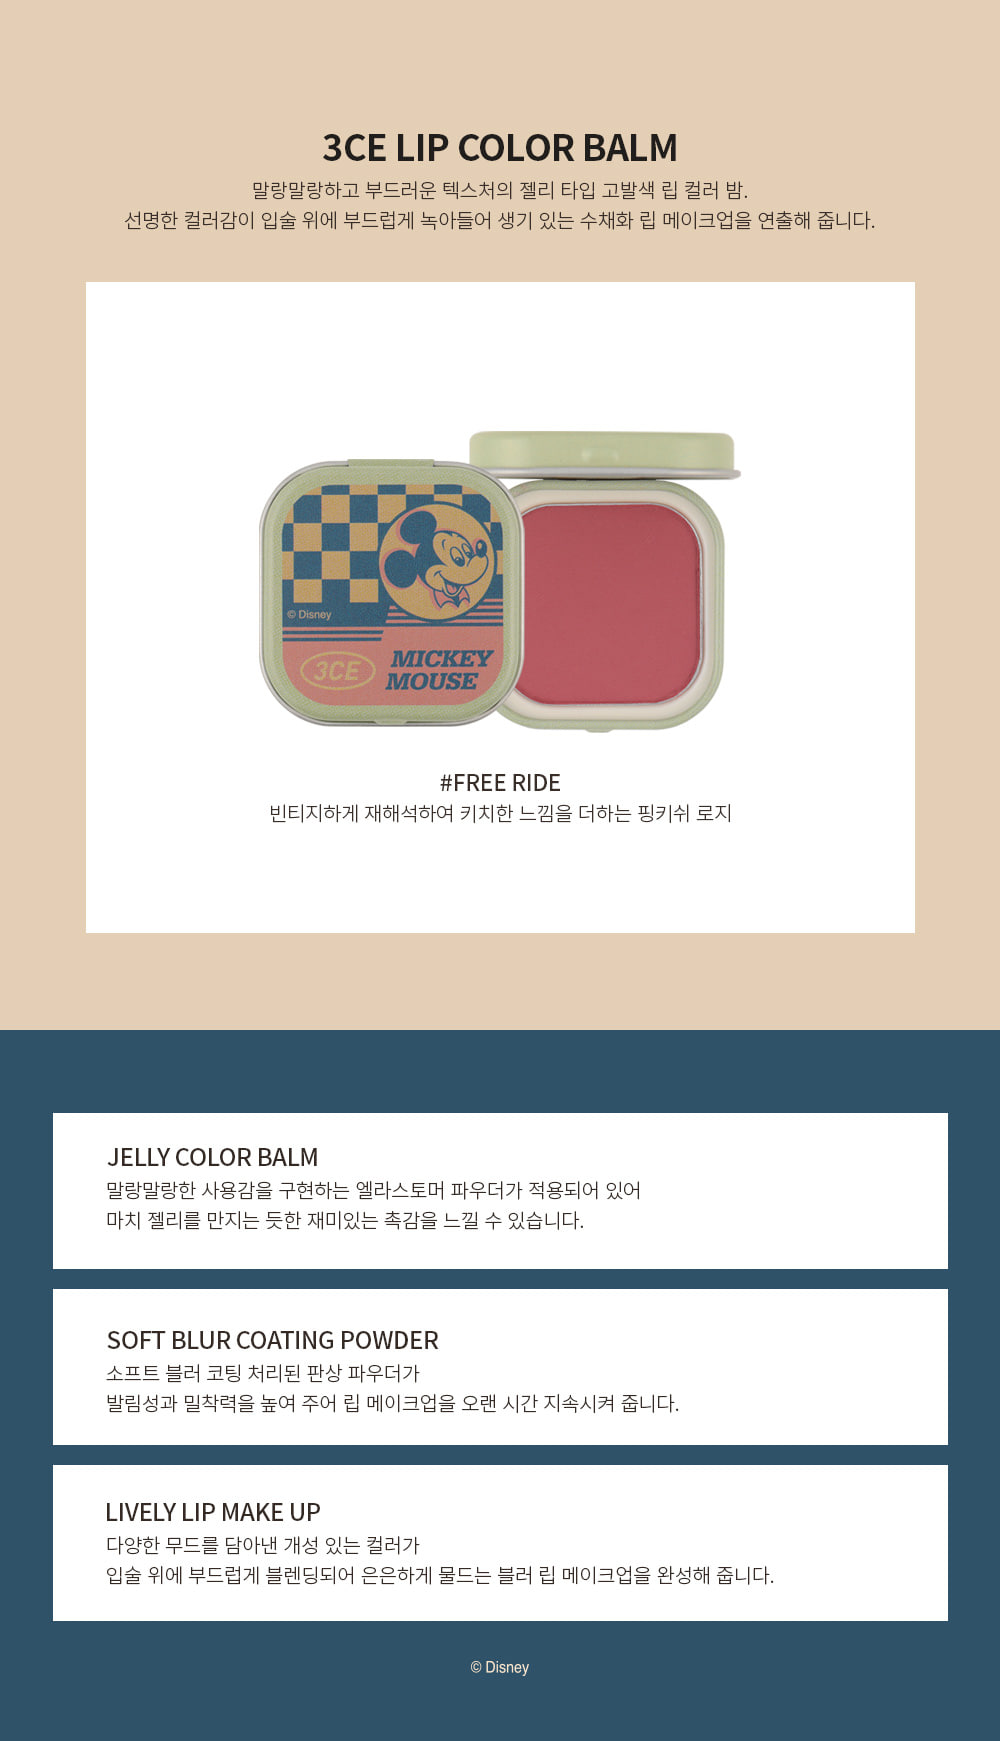 3CE LIP COLOR BALM
말랑말랑하고 부드러운 텍스처의 젤리 타입 고발색 립 컬러 밤.
선명한 컬러감이 입술 위에 부드럽게 녹아들어 생기 있는 수채화 립 메이크업을 연출해 줍니다.
© Disney
3CE
MICKEY
MOUSE
#FREE RIDE
빈티지하게 재해석하여 키치한 느낌을 더하는 핑키쉬 로지
JELLY COLOR BALM
말랑말랑한 사용감을 구현하는 엘라스토머 파우더가 적용되어 있어
마치 젤리를 만지는 듯한 재미있는 촉감을 느낄 수 있습니다.
SOFT BLUR COATING POWDER
소프트 블러 코팅 처리된 판상 파우더가
발림성과 밀착력을 높여 주어 립 메이크업을 오랜 시간 지속시켜 줍니다.
LIVELY LIP MAKE UP
다양한 무드를 담아낸 개성 있는 컬러가
입술 위에 부드럽게 블렌딩되어 은은하게 물드는 블러 립 메이크업을 완성해 줍니다.
© Disney